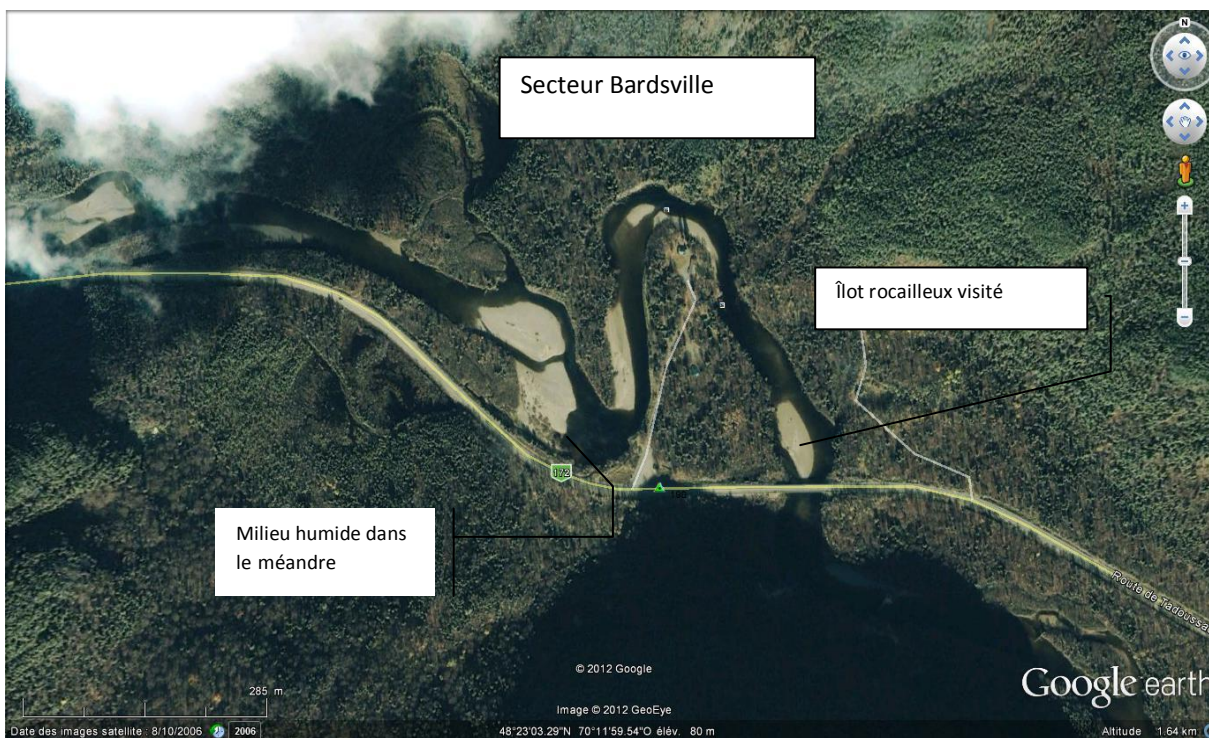 Secteur Bardsville
N
Îlot rocailleux visité
172
Milieu humide dans
le méandre
Route de Tadoussa
© 2012 Google
Google earth
285 m
Image © 2012 GeoEye
Date des images satellite : 8/10/2006
2006
48°23'03.29"N 70°11'59.54"O élév. 80 m
Altitude 1.64 km